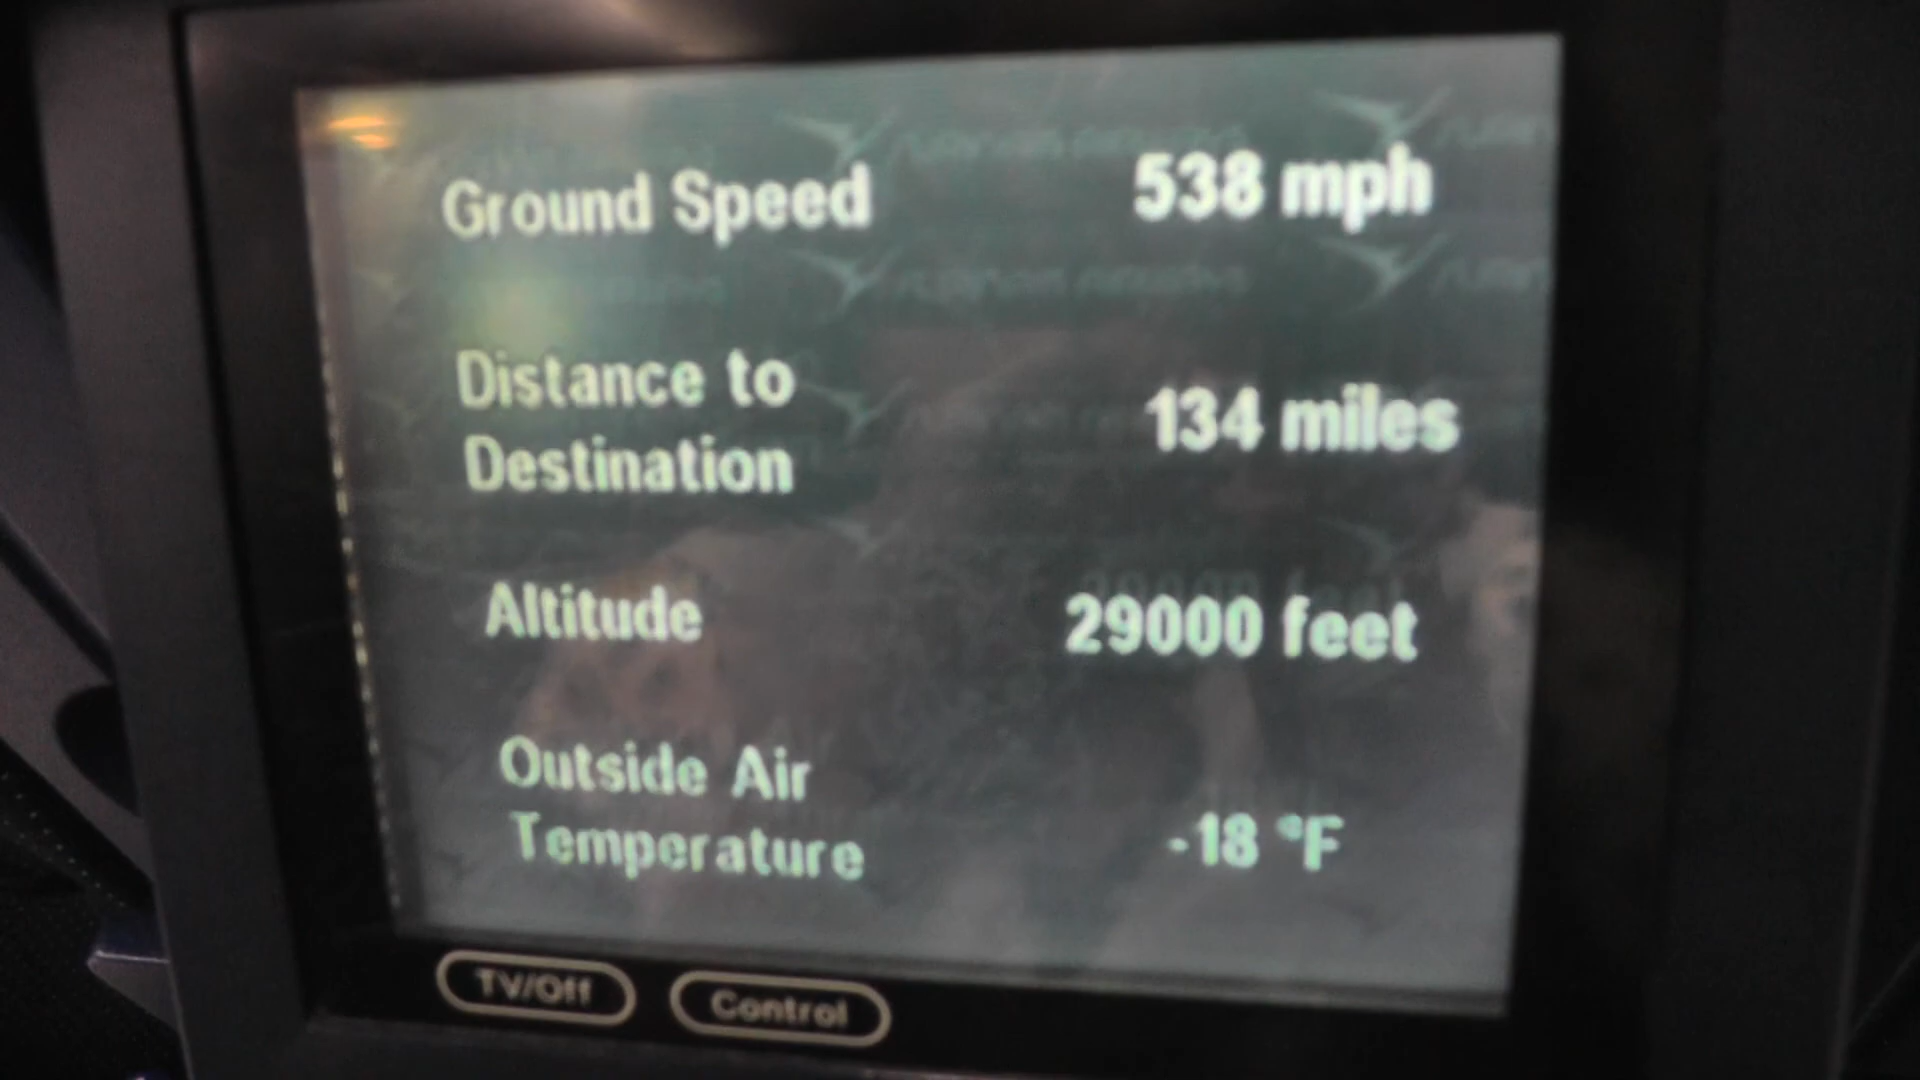 Ground Speed 538 mph
Distance to
Destination 134 miles
Altitude 29000 feet
Outside Air
Temperature -18 °F
TV/Off Control